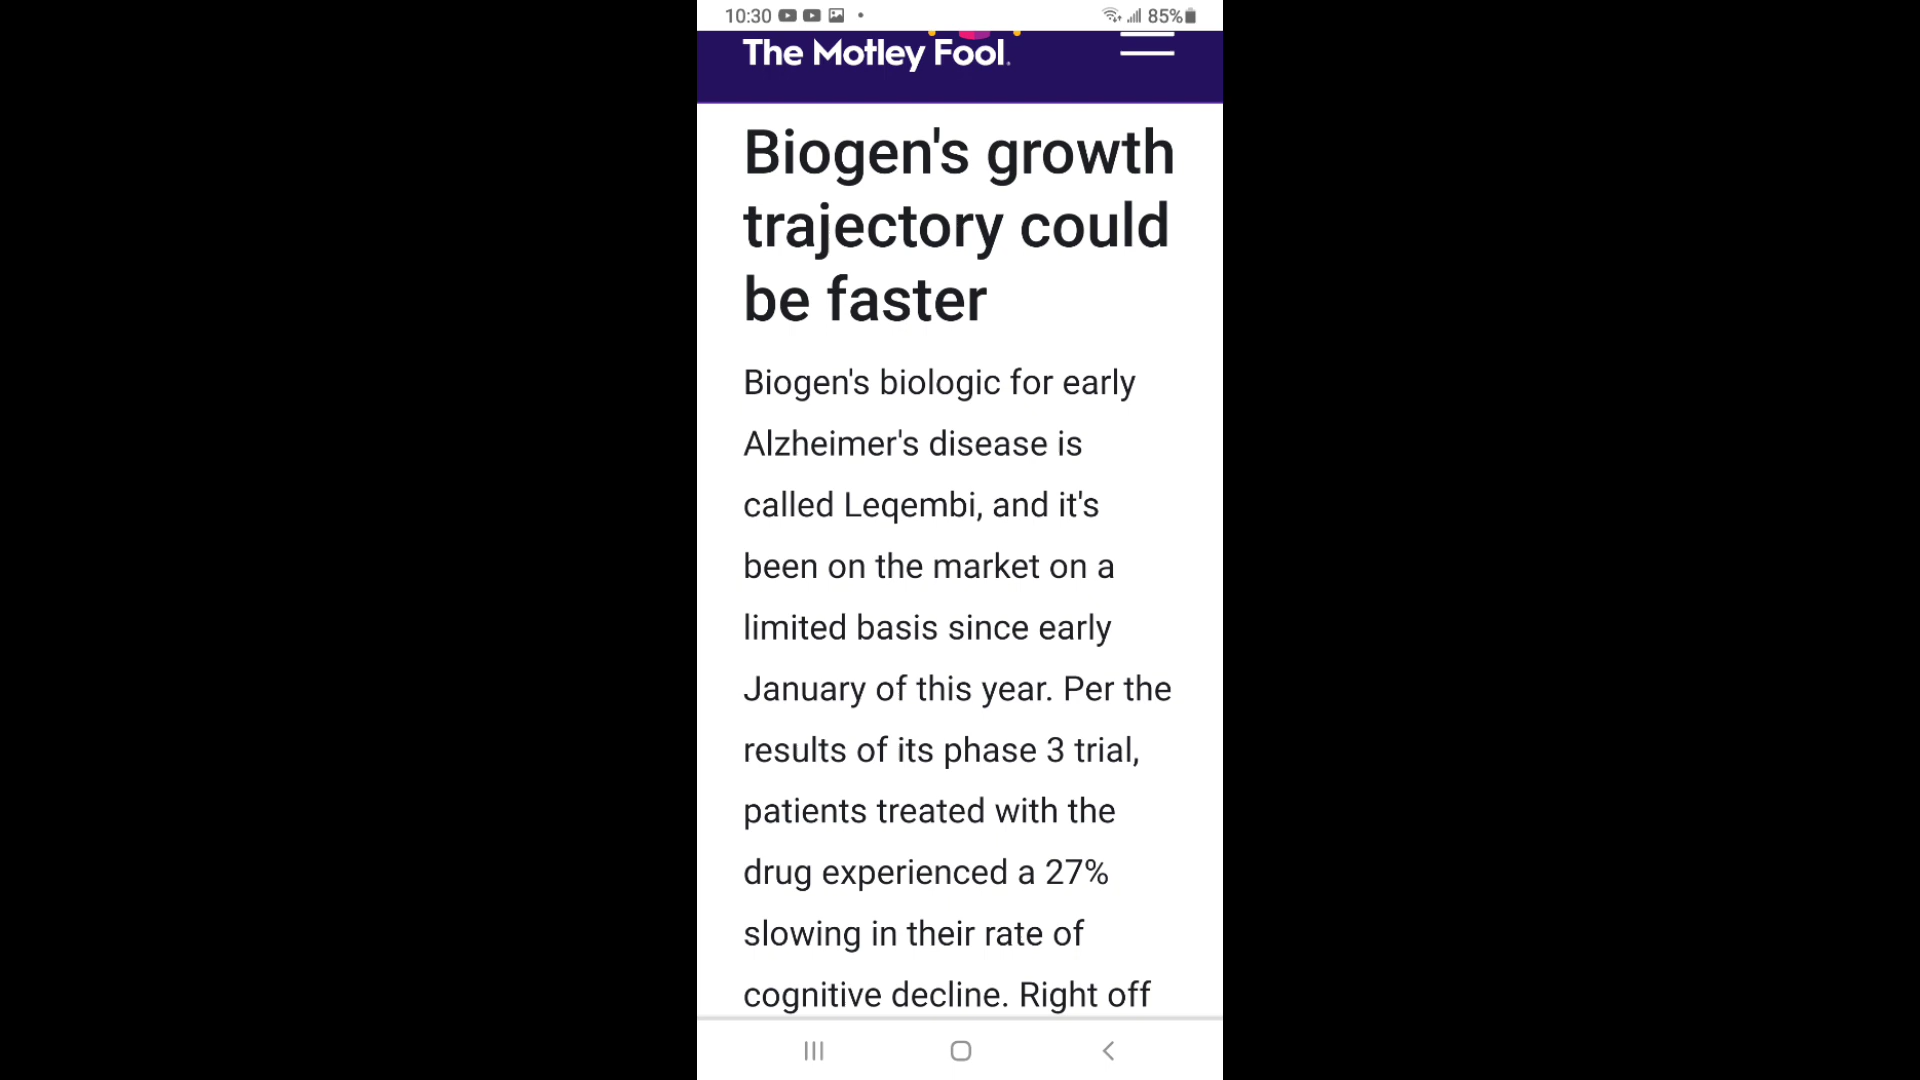 10:30
85%
The Motley Fool.
Biogen's growth
trajectory could
be faster
Biogen's biologic for early
Alzheimer's disease is
called Leqembi, and it's
been on the market on a
limited basis since early
January of this year. Per the
results of its phase 3 trial,
patients treated with the
drug experienced a 27%
slowing in their rate of
cognitive decline. Right off